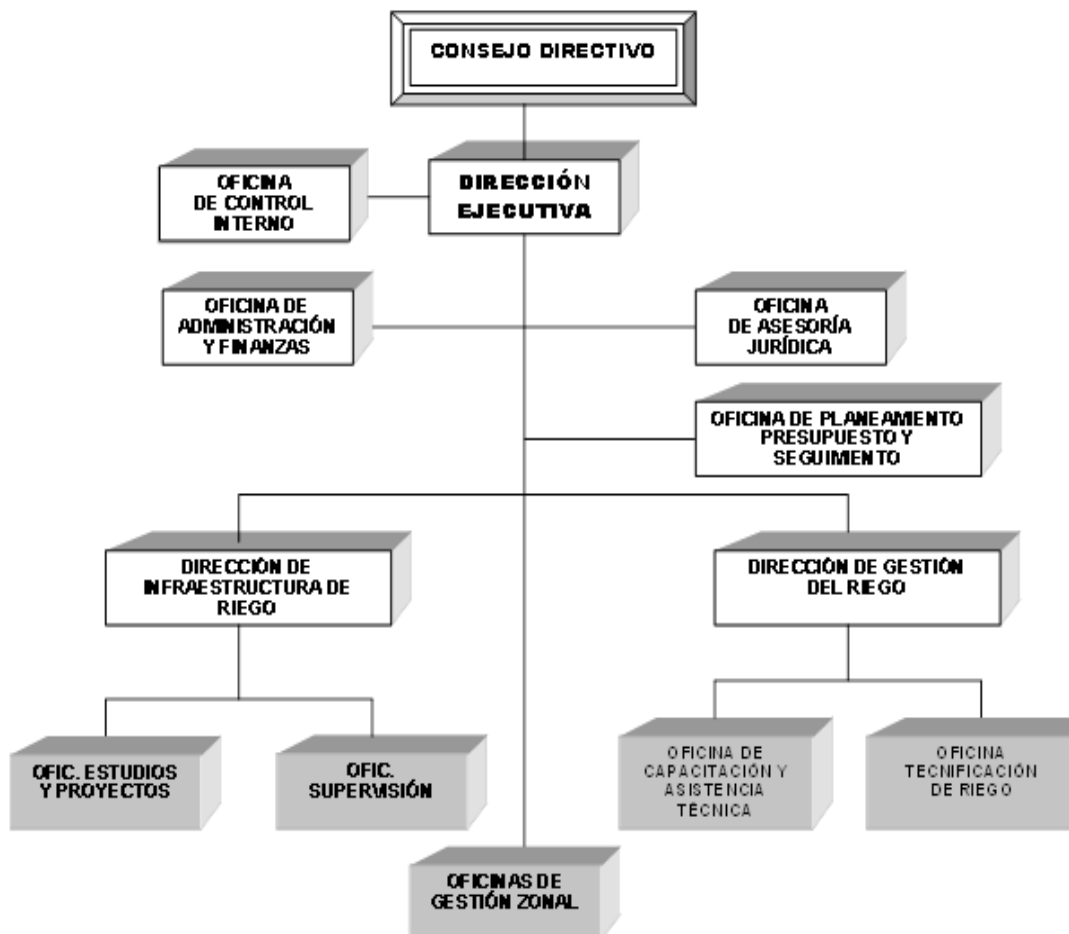 CONSEJO DIRECTIVO
DIRECCIÓN
EJECUTIVA
OFICINA
DE CONTROL
INTERNO
OFICINA DE
ADMINISTRACIÓN
Y FINANZAS
OFICINA
DE ASESORÍA
JURÍDICA
OFICINA DE PLANEAMENTO
PRESUPUESTO Y
SEGUIMENTO
DIRECCIÓN DE
INFRAESTRUCTURA DE
RIEGO
DIRECCIÓN DE GESTIÓN
DEL RIEGO
OFIC. ESTUDIOS
Y PROYECTOS
OFIC.
SUPERVISIÓN
OFICINA DE
CAPACITACIÓN Y
ASISTENCIA
TÉCNICA
OFICINA
TECNIFICACIÓN
DE RIEGO
OFICINAS DE
GESTIÓN ZONAL